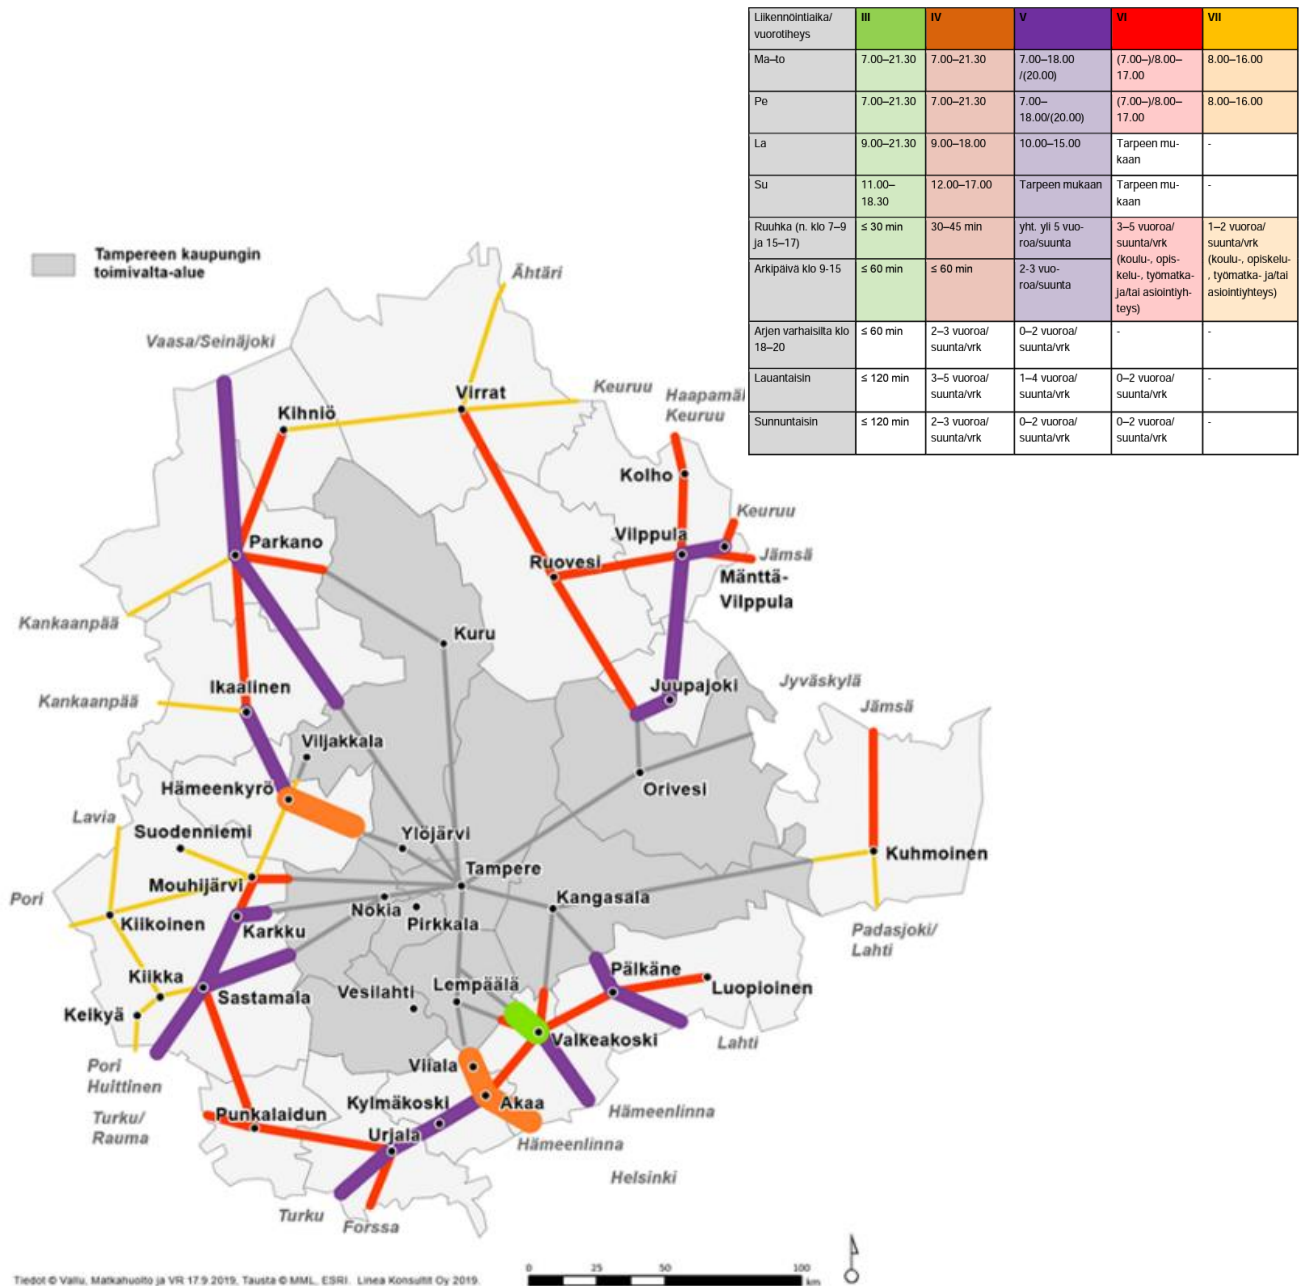 Liikennöintiaika/
vuorotiheys
III
IV
V
VI
VII
Ma–to
7.00–21.30
7.00–21.30
7.00–18.00
/(20.00)
(7.00–)/8.00–
17.00
8.00–16.00
Pe
7.00–21.30
7.00–21.30
7.00–
18.00/(20.00)
(7.00–)/8.00–
17.00
8.00–16.00
La
9.00–21.30
9.00–18.00
10.00–15.00
Tarpeen mu-
kaan
-
Su
11.00–
18.30
12.00–17.00
Tarpeen mukaan
Tarpeen mu-
kaan
-
Ruuhka (n. klo 7–9
ja 15–17)
≤ 30 min
30–45 min
yht. yli 5 vuo-
roa/suunta
3–5 vuoroa/
suunta/vrk
(koulu-, opis-
kelu-, työmatka-
ja/tai asiointiyh-
teys)
1–2 vuoroa/
suunta/vrk
(koulu-, opiskelu-
, työmatka- ja/tai
asiointiyhteys)
Arkipäivä klo 9-15
≤ 60 min
≤ 60 min
2-3 vuo-
roa/suunta
Arjen varhaisilta klo
18–20
≤ 60 min
2–3 vuoroa/
suunta/vrk
0–2 vuoroa/
suunta/vrk
-
-
Lauantaisin
≤ 120 min
3–5 vuoroa/
suunta/vrk
1–4 vuoroa/
suunta/vrk
0–2 vuoroa/
suunta/vrk
-
Sunnuntaisin
≤ 120 min
2–3 vuoroa/
suunta/vrk
0–2 vuoroa/
suunta/vrk
0–2 vuoroa/
suunta/vrk
-
Tampereen kaupungin
toimivalta-alue
Ähtäri
Vaasa/Seinäjoki
Virrat
Keuruu
Haapamäl
Keuruu
Kihniö
Kolho
Keuruu
Parkano
Vilppula
Jämsä
Ruovesi
Mänttä-
Vilppula
Kankaanpää
Kuru
Ikaalinen
Juupajoki
Jyväskylä
Kankaanpää
Jämsä
Viljakkala
Hämeenkyrö
Orivesi
Lavia
Suodenniemi
Ylöjärvi
Kuhmoinen
Tampere
Mouhijärvi
Pori
Kangasala
Nokia
Pirkkala
Kiikoinen
Karkku
Padasjoki/
Lahti
Kiikka
Pälkäne
Sastamala
Vesilahti
Lempäälä
Luopioinen
Keikyä
Valkeakoski
Lahti
Pori
Huittinen
Viiala
Turku/
Rauma
Kylmäkoski
Akaa
Hämeenlinna
Punkalaidun
Urjala
Hämeenlinna
Helsinki
Turku
Forssa
Tiedot © Vallu, Matkahuolto ja VR 17.9 2019, Tausta © MML, ESRI. Linea Konsultit Oy 2019.
0
25
50
100
km